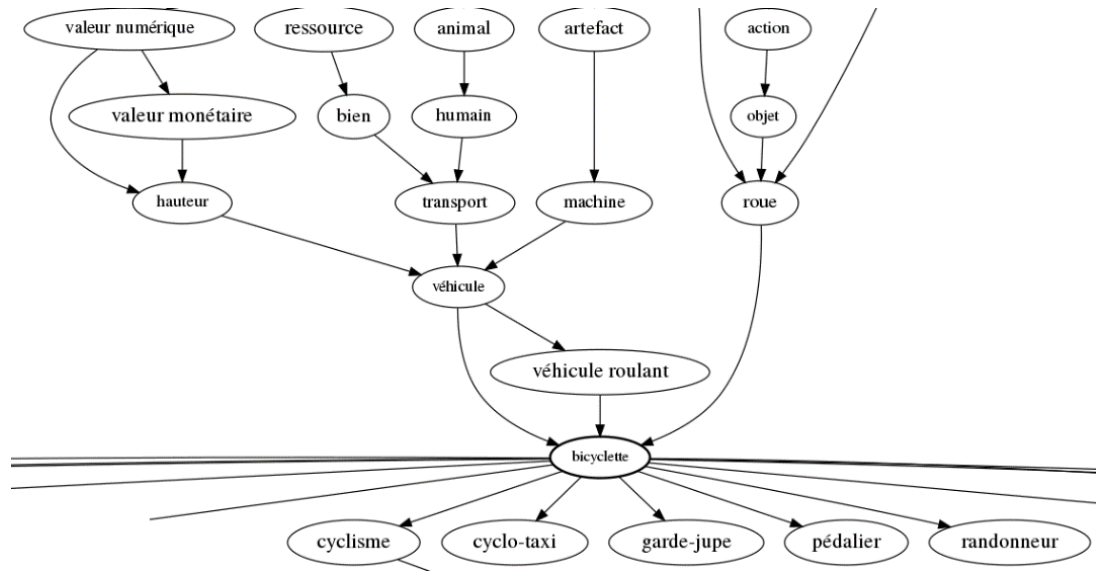 valeur numérique
ressource
animal
artefact
action
valeur monétaire
bien
humain
objet
hauteur
transport
machine
roue
véhicule
véhicule roulant
bicyclette
cyclisme
cyclo-taxi
garde-jupe
pédalier
randonneur